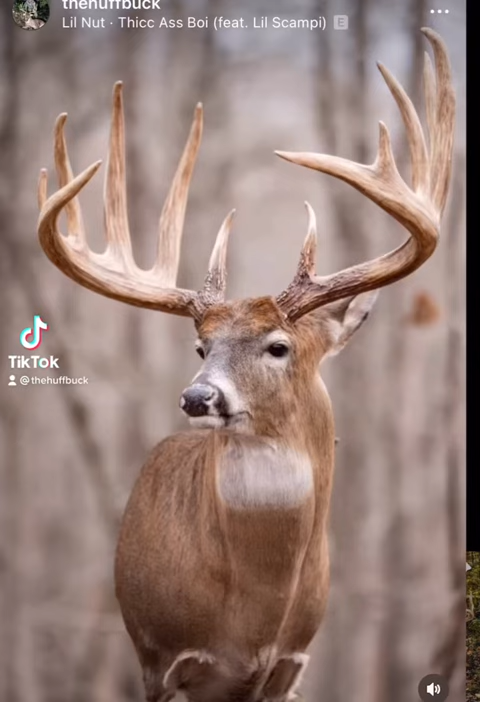 thehuffbuck
Lil Nut · Thicc Ass Boi (feat. Lil Scampi) E
TikTok
@thehuffbuck